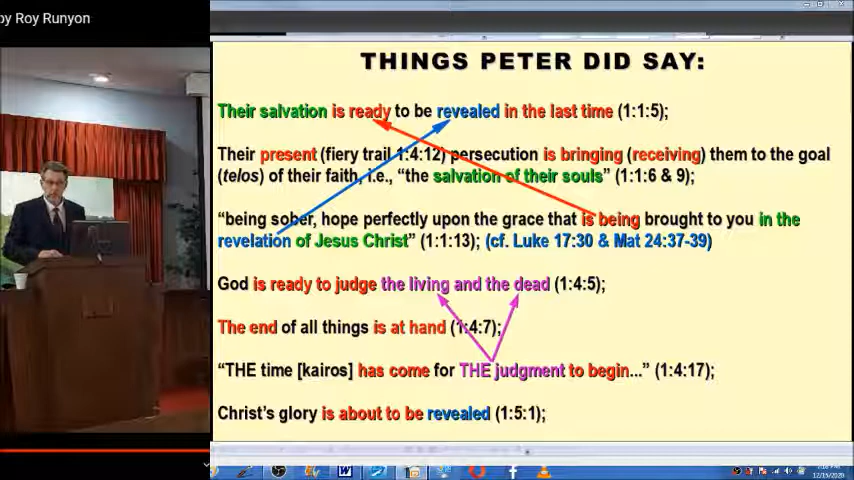 by Roy Runyon
THINGS PETER DID SAY:
Their salvation is ready to be revealed in the last time (1:1:5);
Their present (fiery trail 1:4:12) persecution is bringing (receiving) them to the goal
(telos) of their faith, i.e., “the salvation of their souls” (1:1:6 & 9);
“being sober, hope perfectly upon the grace that is being brought to you in the
revelation of Jesus Christ” (1:1:13); (cf. Luke 17:30 & Mat 24:37-39)
God is ready to judge the living and the dead (1:4:5);
The end of all things is at hand (1:4:7);
“THE time [kairos] has come for THE judgment to begin...” (1:4:17);
Christ’s glory is about to be revealed (1:5:1);
12/15/2020